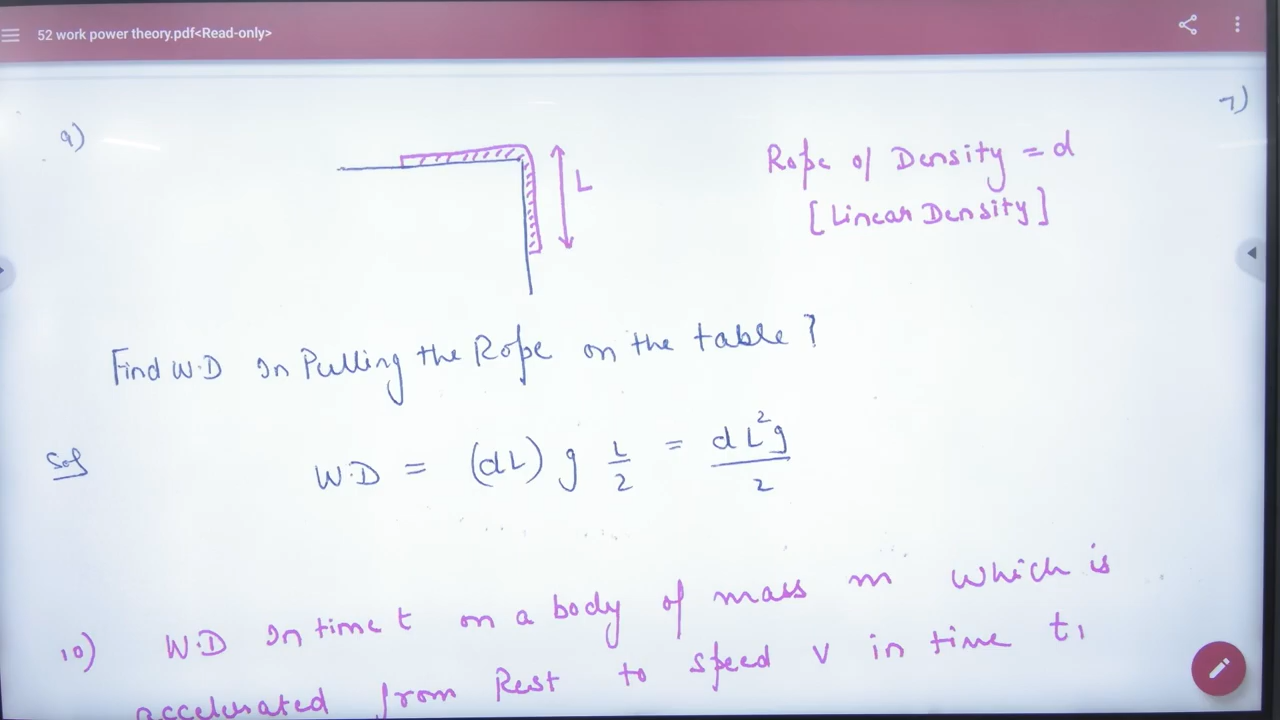 52 work power theory.pdf<Read-only>
7)
9)
L
Rope of Density = d
[Linear Density]
Find W.D In Pulling the Rope on the table?
Sol
W.D = (dL) g L/2 = dL²g/2
10) W.D In time t on a body of mass m which is
accelerated from Rest to speed v in time t₁